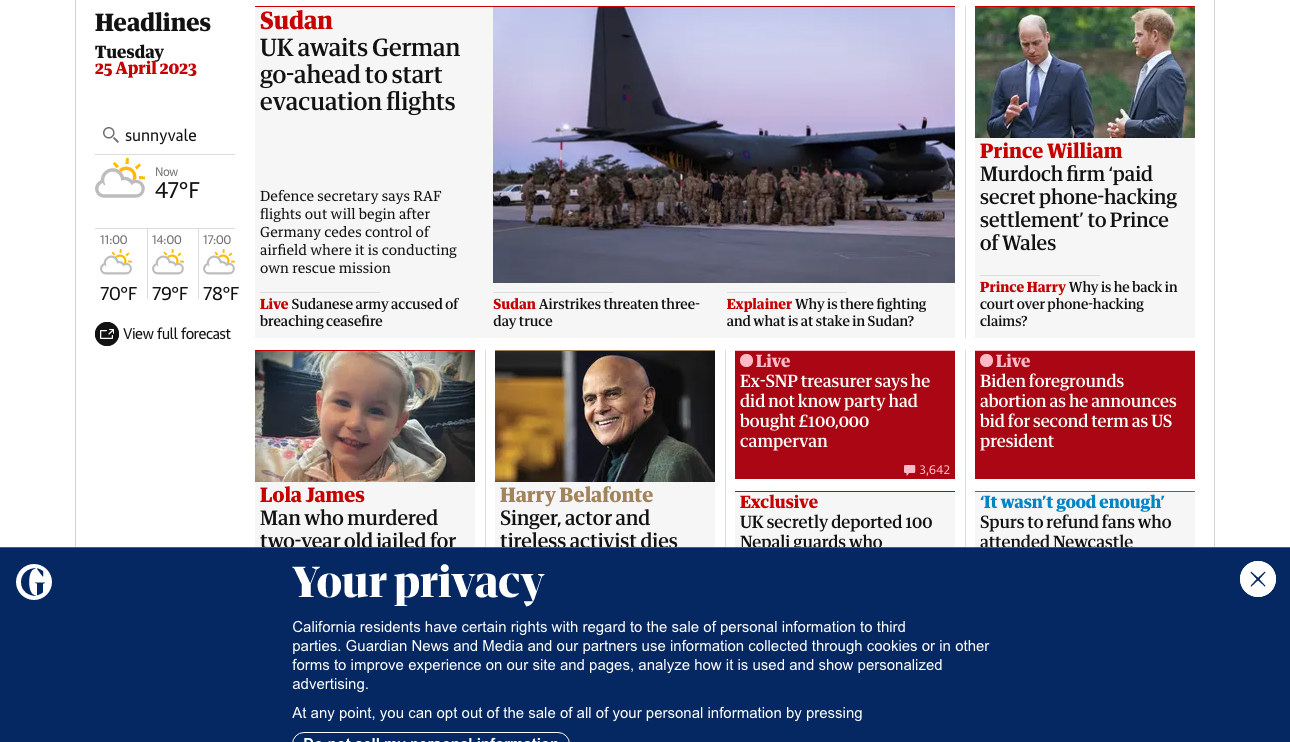 Headlines
Tuesday
25 April 2023
sunnyvale
Now
47°F
11:00
14:00
17:00
70°F
79°F
78°F
View full forecast
Sudan
UK awaits German
go-ahead to start
evacuation flights
Defence secretary says RAF
flights out will begin after
Germany cedes control of
airfield where it is conducting
own rescue mission
Live Sudanese army accused of
breaching ceasefire
Sudan Airstrikes threaten three-
day truce
Explainer Why is there fighting
and what is at stake in Sudan?
Prince William
Murdoch firm ‘paid
secret phone-hacking
settlement’ to Prince
of Wales
Prince Harry Why is he back in
court over phone-hacking
claims?
Lola James
Man who murdered
two-year old jailed for
Harry Belafonte
Singer, actor and
tireless activist dies
Live
Ex-SNP treasurer says he
did not know party had
bought £100,000
campervan
3,642
Live
Biden foregrounds
abortion as he announces
bid for second term as US
president
Exclusive
UK secretly deported 100
Nepali guards who
‘It wasn’t good enough’
Spurs to refund fans who
attended Newcastle
Your privacy
California residents have certain rights with regard to the sale of personal information to third
parties. Guardian News and Media and our partners use information collected through cookies or in other
forms to improve experience on our site and pages, analyze how it is used and show personalized
advertising.
At any point, you can opt out of the sale of all of your personal information by pressing
Do not sell my personal information